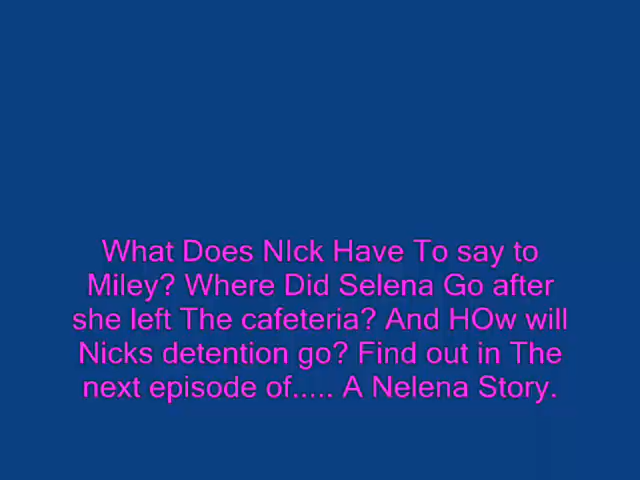 What Does NIck Have To say to
Miley? Where Did Selena Go after
she left The cafeteria? And HOw will
Nicks detention go? Find out in The
next episode of..... A Nelena Story.